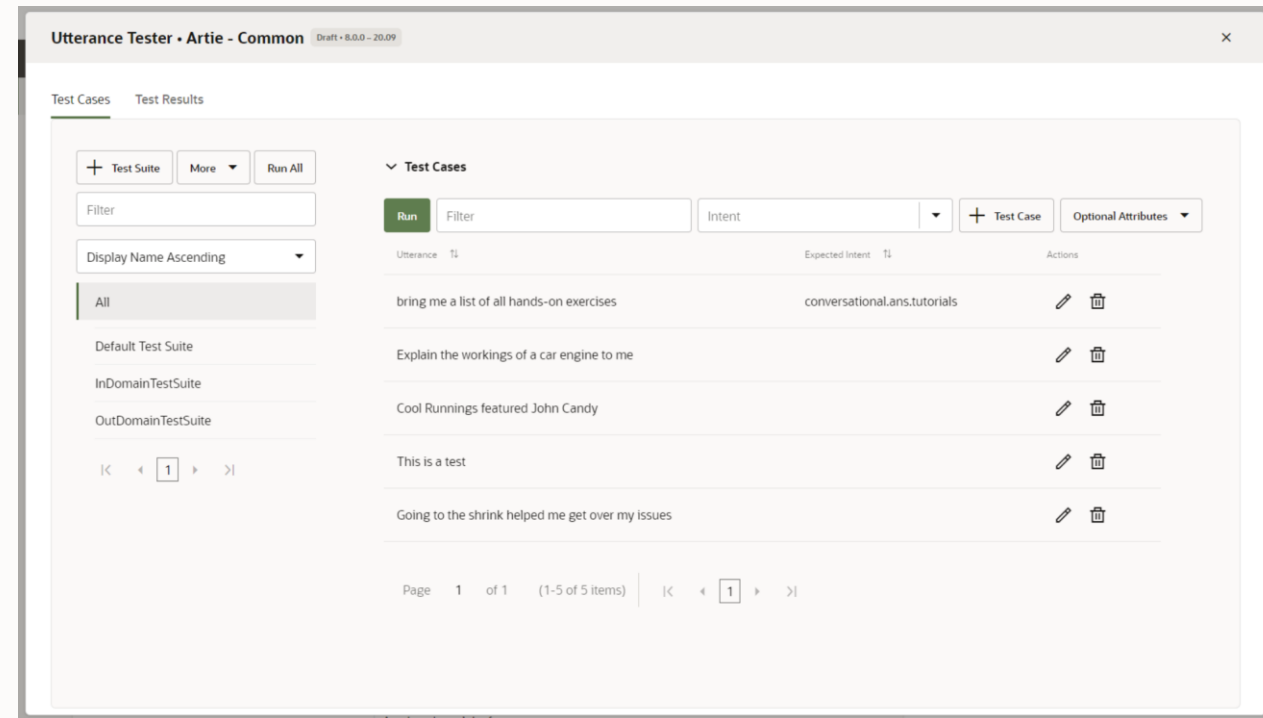 Utterance Tester • Artie - Common Draft • 8.0.0 - 20.09
Test Cases Test Results
Test Suite More Run All
Filter
Display Name Ascending
All
Default Test Suite
InDomainTestSuite
OutDomainTestSuite
1
Test Cases
Run Filter Intent Test Case Optional Attributes
Utterance Expected Intent Actions
bring me a list of all hands-on exercises conversational.ans.tutorials
Explain the workings of a car engine to me
Cool Runnings featured John Candy
This is a test
Going to the shrink helped me get over my issues
Page 1 of 1 (1-5 of 5 items) 1